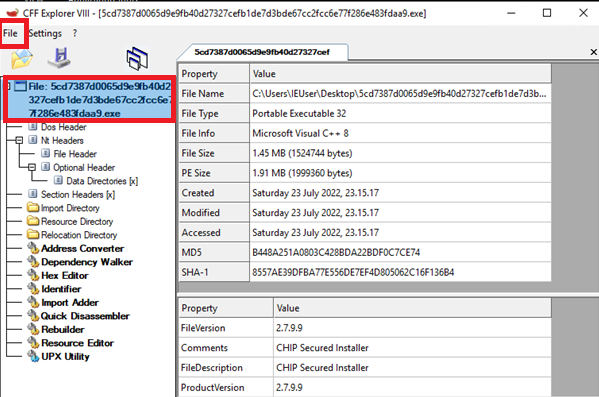 CFF Explorer VIII - [5cd7387d0065d9e9fb40d27327cefb1de7d3bde67cc2fcc6e77f286e483fdaa9.exe]
File Settings ?
5cd7387d0065d9e9fb40d27327cef
File: 5cd7387d0065d9e9fb40d2
327cefb1de7d3bde67cc2fcc6e7
7f286e483fdaa9.exe
Dos Header
Nt Headers
File Header
Optional Header
Data Directories [x]
Section Headers [x]
Import Directory
Resource Directory
Relocation Directory
Address Converter
Dependency Walker
Hex Editor
Identifier
Import Adder
Quick Disassembler
Rebuilder
Resource Editor
UPX Utility
Property Value
File Name C:\Users\IEUser\Desktop\5cd7387d0065d9e9fb40d27327cefb1de7d3b...
File Type Portable Executable 32
File Info Microsoft Visual C++ 8
File Size 1.45 MB (1524744 bytes)
PE Size 1.91 MB (1999360 bytes)
Created Saturday 23 July 2022, 23.15.17
Modified Saturday 23 July 2022, 23.15.17
Accessed Saturday 23 July 2022, 23.15.17
MD5 B448A251A0803C428BDA22BDF0C7CE74
SHA-1 8557AE39DFBA77E556DE7EF4D805062C16F136B4
Property Value
FileVersion 2.7.9.9
Comments CHIP Secured Installer
FileDescription CHIP Secured Installer
ProductVersion 2.7.9.9